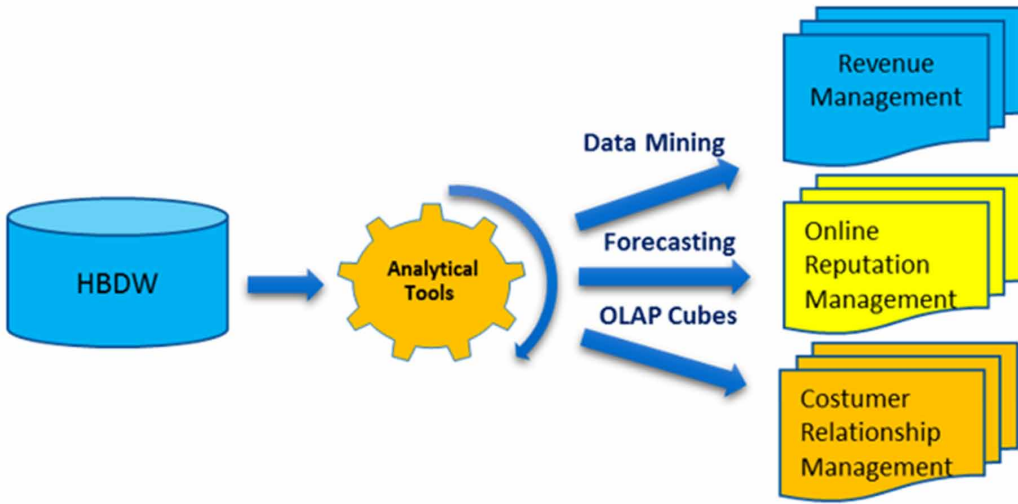 HBDW
Analytical
Tools
Data Mining
Forecasting
OLAP Cubes
Revenue
Management
Online
Reputation
Management
Costumer
Relationship
Management